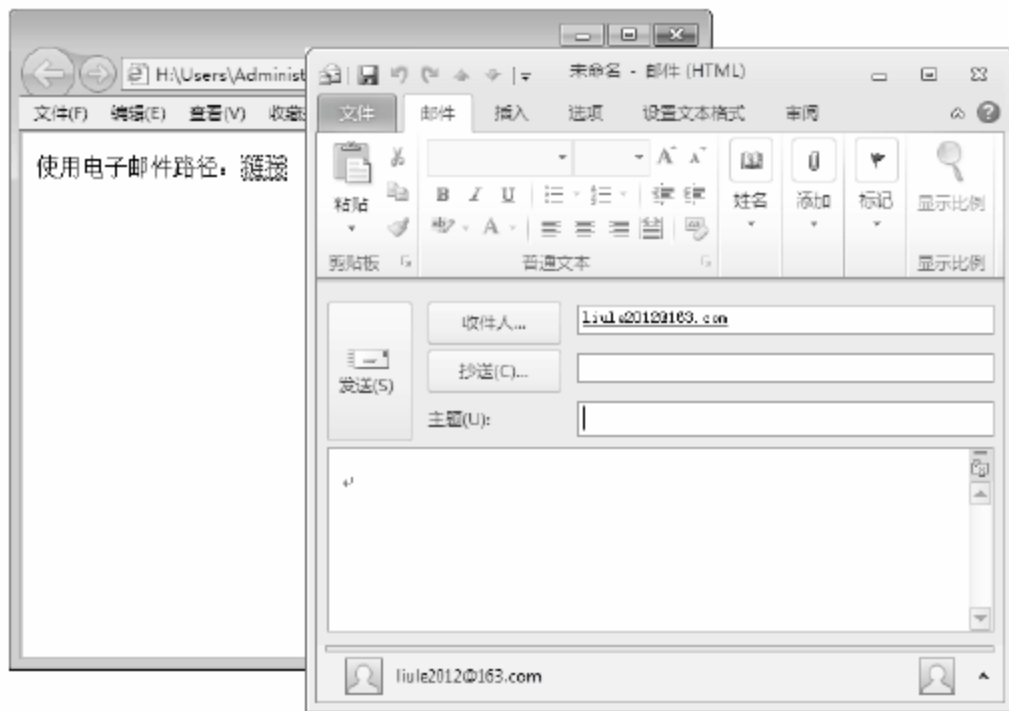 H:\Users\Administ
文件(F) 编辑(E) 查看(V) 收藏
使用电子邮件路径：链接
未命名 - 邮件 (HTML)
文件 邮件 插入 选项 设置文本格式 审阅
粘贴
B I U
A A
A
姓名 添加 标记 显示比例
剪贴板 普通文本 显示比例
发送(S)
收件人... liule2012@163.com
抄送(C)...
主题(U):
liule2012@163.com